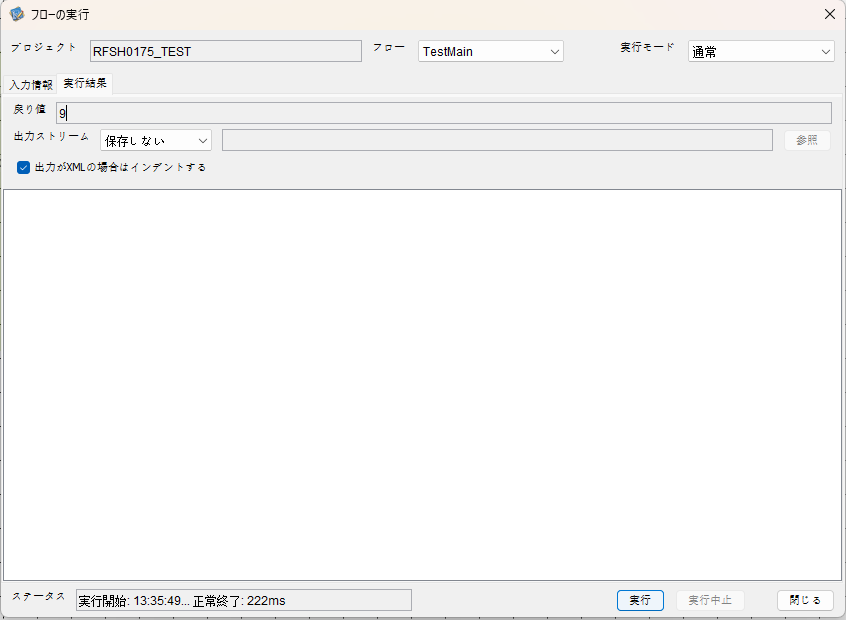 フローの実行
プロジェクト RFSH0175_TEST フロー TestMain 実行モード 通常
入力情報 実行結果
戻り値 9
出力ストリーム 保存しない 参照
出力がXMLの場合はインデントする
ステータス 実行開始: 13:35:49... 正常終了: 222ms 実行 実行中止 閉じる